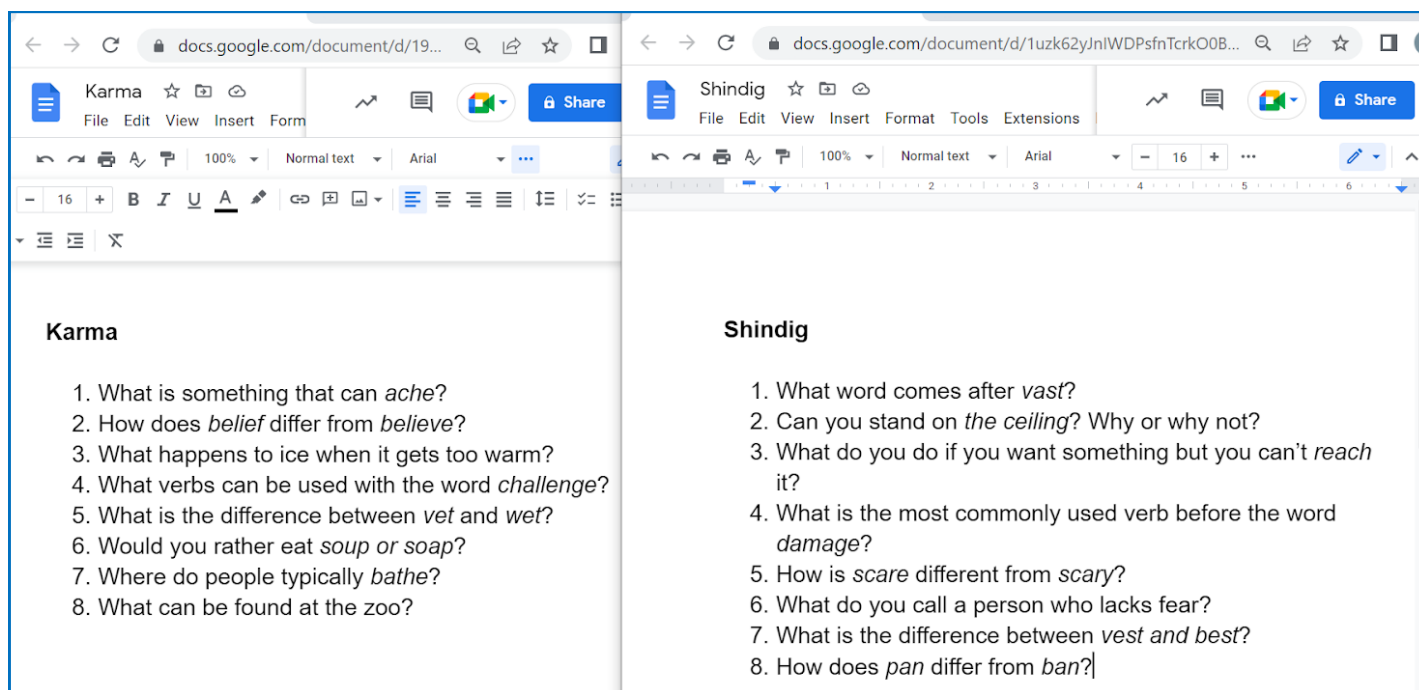 docs.google.com/document/d/19...
Karma
File Edit View Insert Form
Share
100% Normal text Arial
16 B I U A
Karma
1. What is something that can ache?
2. How does belief differ from believe?
3. What happens to ice when it gets too warm?
4. What verbs can be used with the word challenge?
5. What is the difference between vet and wet?
6. Would you rather eat soup or soap?
7. Where do people typically bathe?
8. What can be found at the zoo?
docs.google.com/document/d/1uzk62yJnIWDPsfnTcrkO0B...
Shindig
File Edit View Insert Format Tools Extensions
Share
100% Normal text Arial 16
1 2 3 4 5 6
Shindig
1. What word comes after vast?
2. Can you stand on the ceiling? Why or why not?
3. What do you do if you want something but you can’t reach
it?
4. What is the most commonly used verb before the word
damage?
5. How is scare different from scary?
6. What do you call a person who lacks fear?
7. What is the difference between vest and best?
8. How does pan differ from ban?